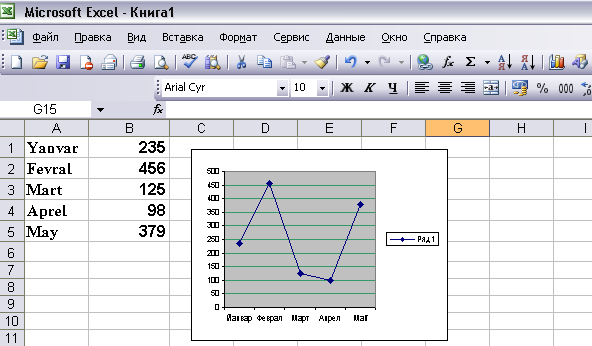 Microsoft Excel - Книга1
Файл Правка Вид Вставка Формат Сервис Данные Окно Справка
Arial Cyr 10 Ж К Ч % 000
G15 fx
A B C D E F G H I
1 Yanvar 235
2 Fevral 456
3 Mart 125
4 Aprel 98
5 May 379
6
7
8
9
10
11
500
450
400
350
300
250
200
150
100
50
0
Йанвар Феврал Март Апрел Май
Ряд1